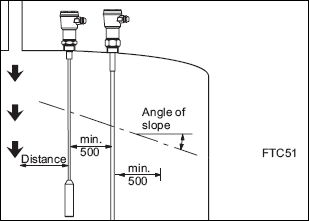 Angle of
slope
min.
500
FTC51
Distance
min.
500